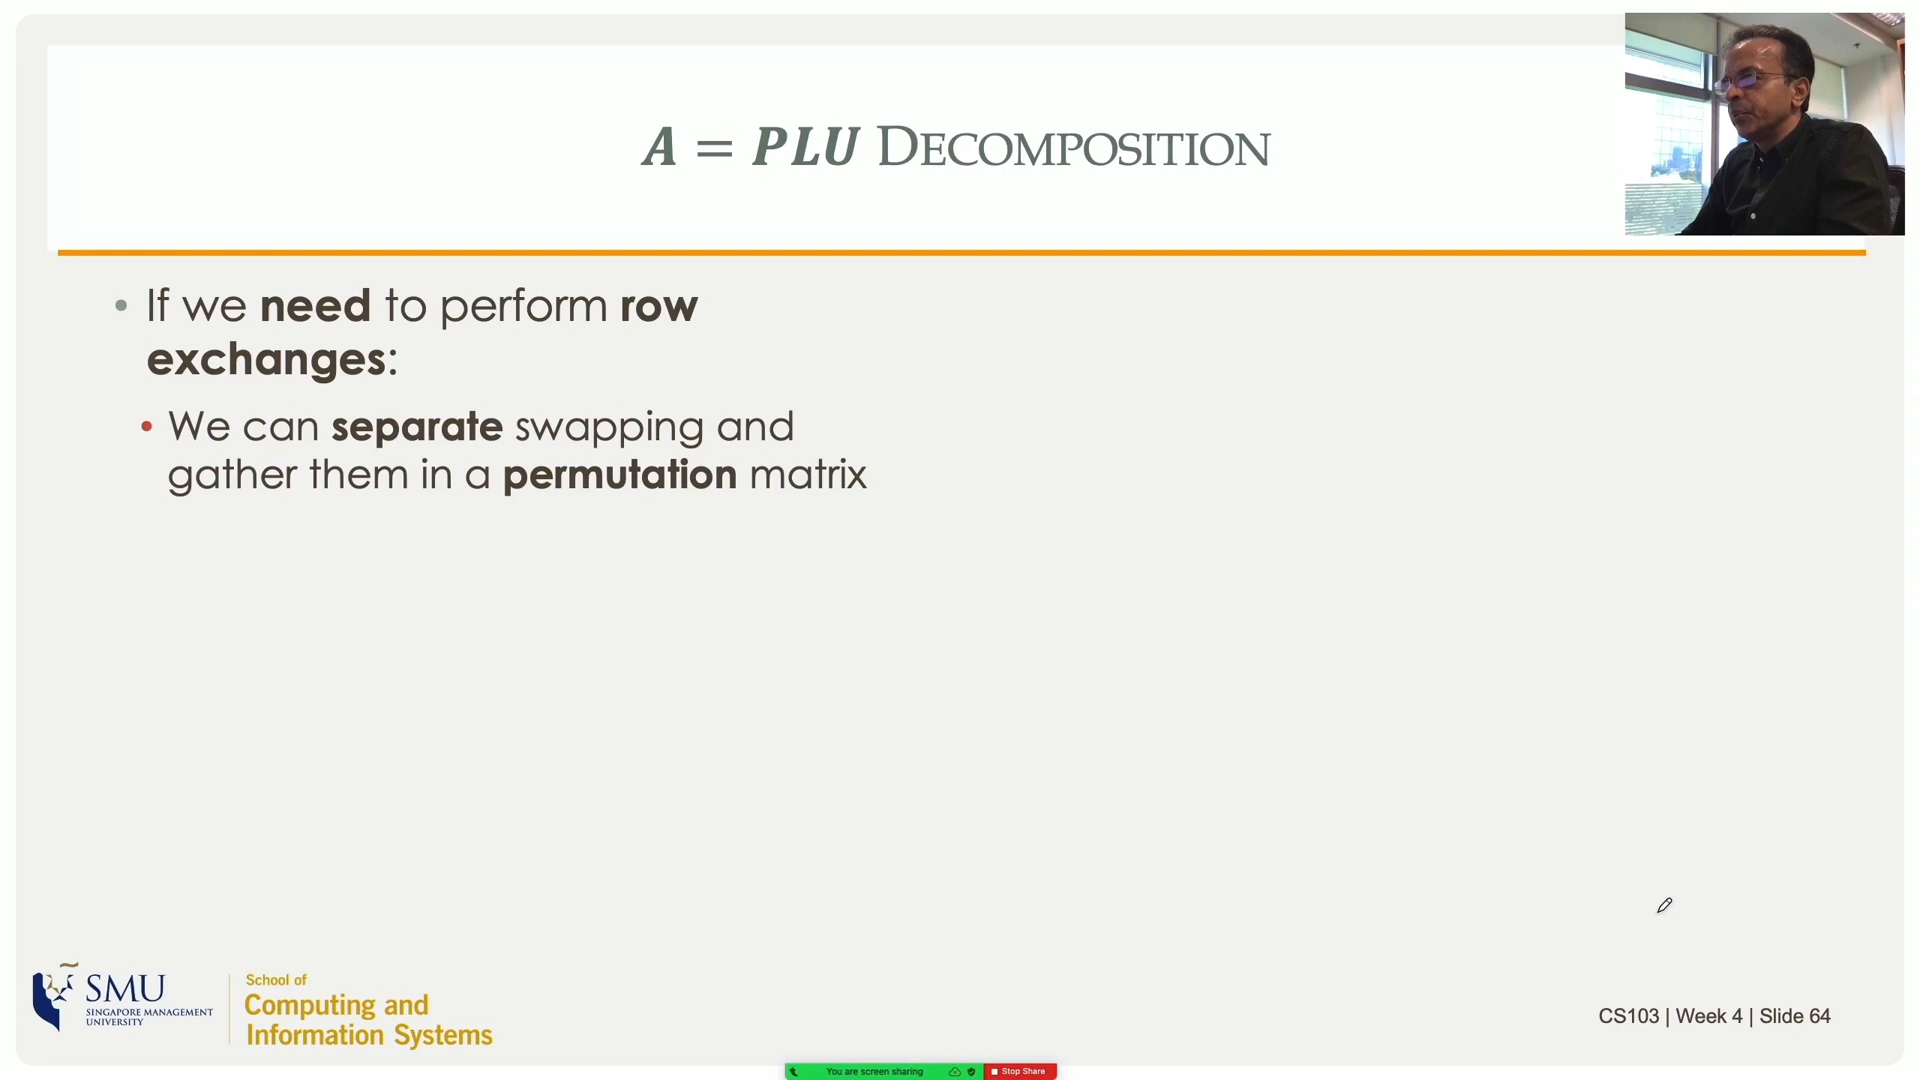 A = PLU DECOMPOSITION
• If we need to perform row
exchanges:
• We can separate swapping and
gather them in a permutation matrix
SMU
SINGAPORE MANAGEMENT
UNIVERSITY
School of
Computing and
Information Systems
CS103 | Week 4 | Slide 64
You are screen sharing
Stop Share